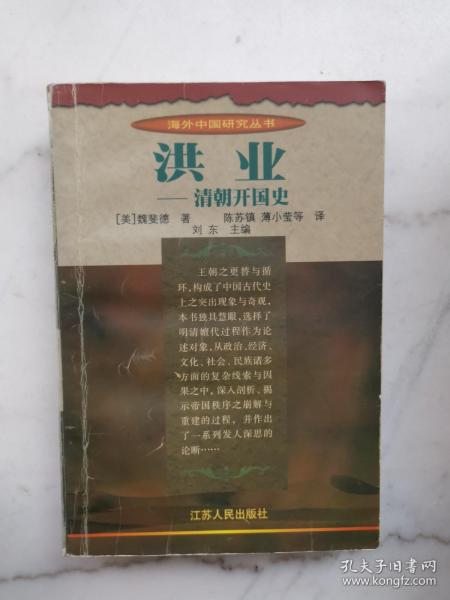 海外中国研究丛书
洪业
——清朝开国史
[美]魏斐德 著 陈苏镇 薄小莹等 译
刘东 主编
王朝之更替与循
环,构成了中国古代史
上之突出现象与奇观,
本书独具慧眼,选择了
明清嬗代过程作为论
述对象,从政治、经济、
文化、社会、民族诸多
方面的复杂线索与因
果之中,深入剖析、揭
示帝国秩序之崩解与
重建的过程,并作出
了一系列发人深思的
论断……
江苏人民出版社
孔夫子旧书网
www.kongfz.com